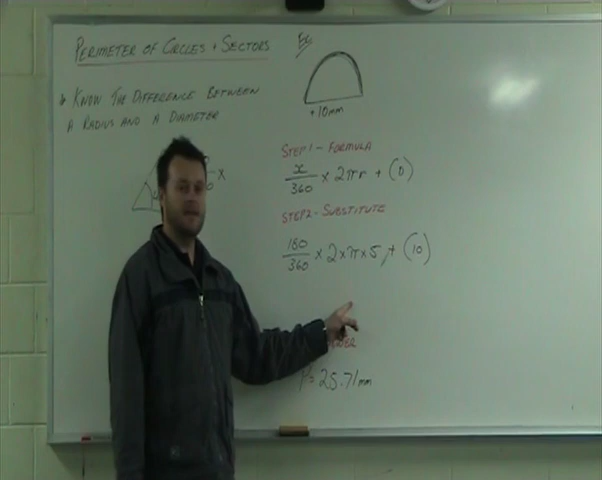 PERIMETER OF CIRCLES + SECTORS
Ex
KNOW THE DIFFERENCE BETWEEN
A RADIUS AND A DIAMETER
+10mm
STEP 1 - FORMULA
x/360 × 2πr + (D)
STEP 2 - SUBSTITUTE
180/360 × 2 × π × 5 + (10)
P = 25.71mm